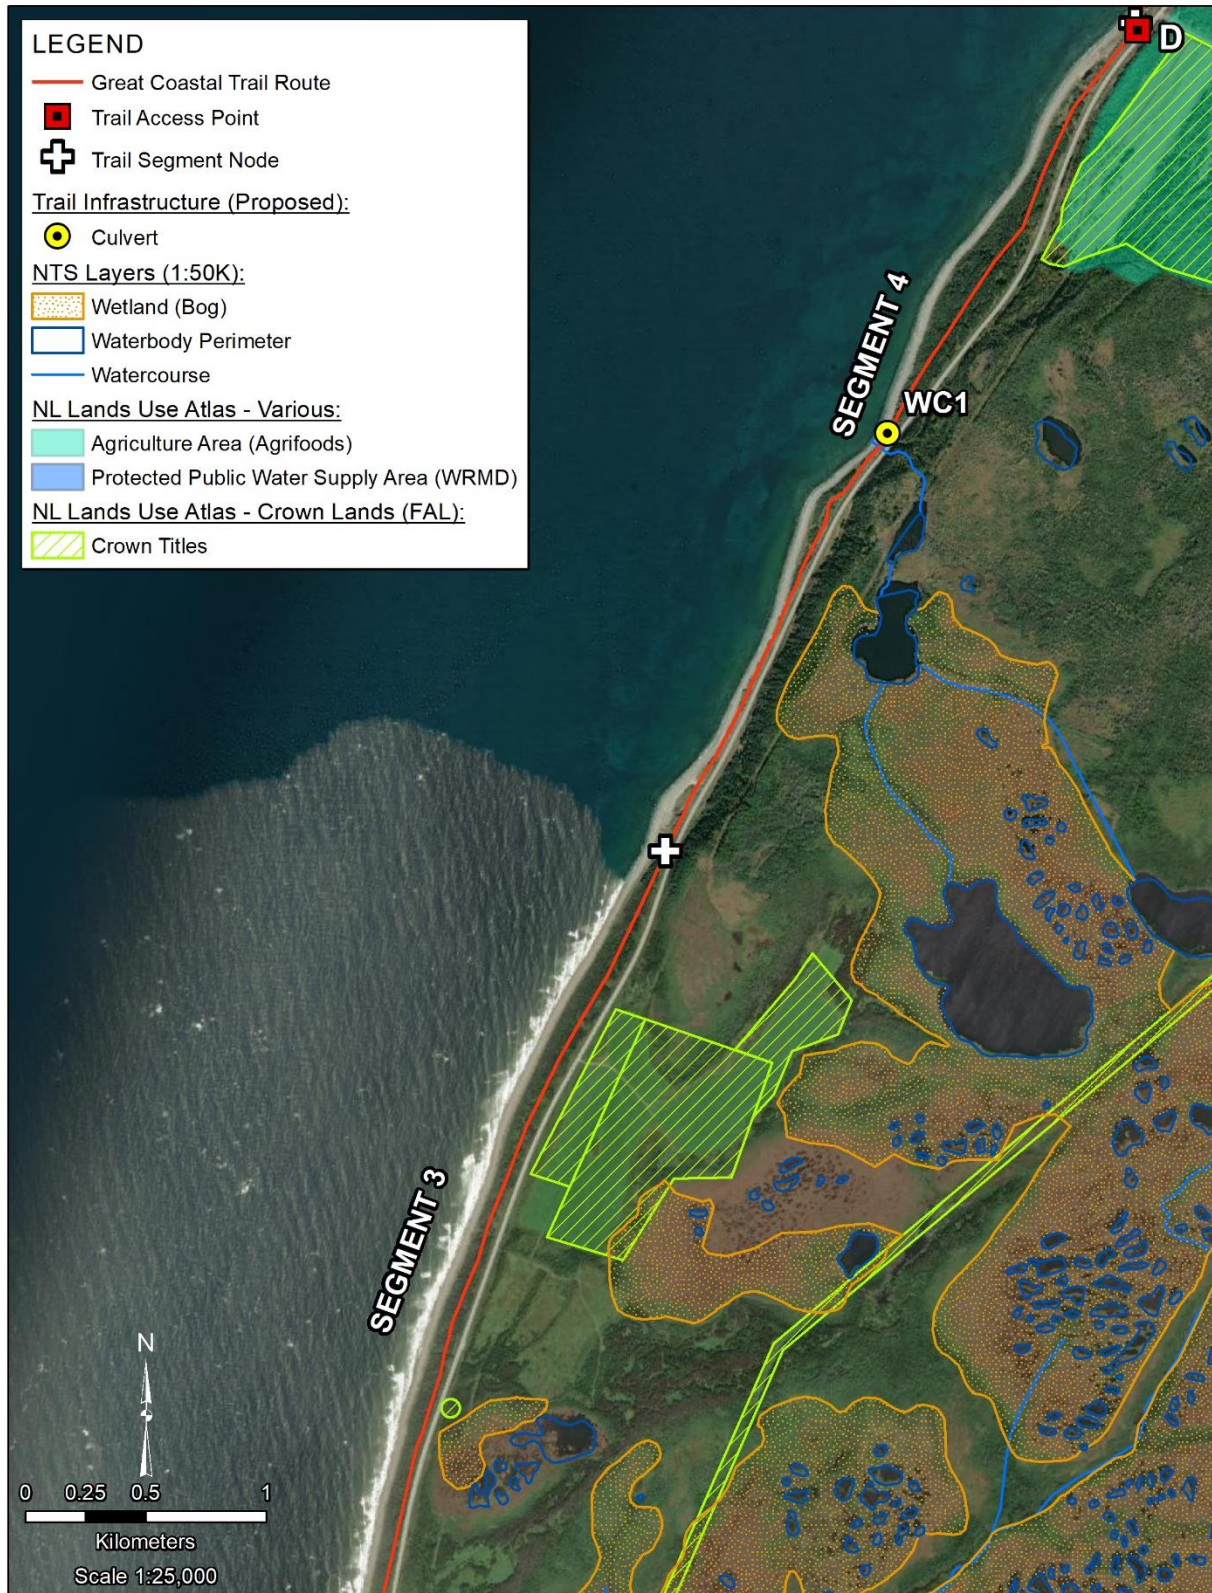 LEGEND
Great Coastal Trail Route
Trail Access Point
Trail Segment Node
Trail Infrastructure (Proposed):
Culvert
NTS Layers (1:50K):
Wetland (Bog)
Waterbody Perimeter
Watercourse
NL Lands Use Atlas - Various:
Agriculture Area (Agrifoods)
Protected Public Water Supply Area (WRMD)
NL Lands Use Atlas - Crown Lands (FAL):
Crown Titles
D
SEGMENT 4
WC1
SEGMENT 3
N
0 0.25 0.5 1
Kilometers
Scale 1:25,000